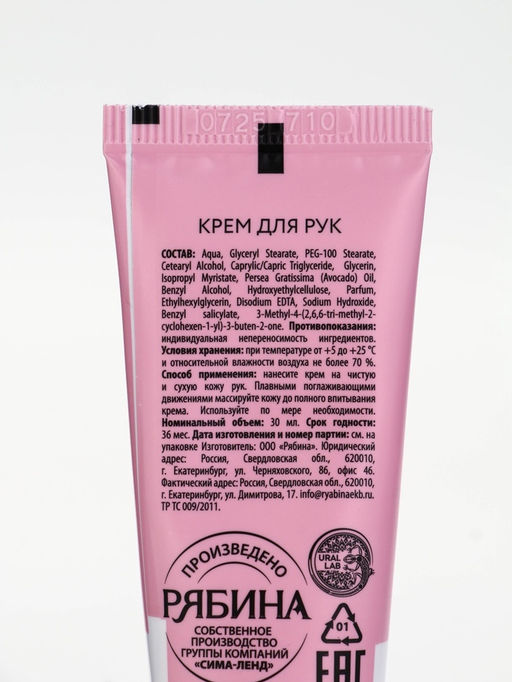 0725 710
КРЕМ ДЛЯ РУК
СОСТАВ: Aqua, Glyceryl Stearate, PEG-100 Stearate,
Cetearyl Alcohol, Caprylic/Capric Triglyceride, Glycerin,
Isopropyl Myristate, Persea Gratissima (Avocado) Oil,
Benzyl Alcohol, Hydroxyethylcellulose, Parfum,
Ethylhexylglycerin, Disodium EDTA, Sodium Hydroxide,
Benzyl salicylate, 3-Methyl-4-(2,6,6-tri-methyl-2-
cyclohexen-1-yl)-3-buten-2-one. Противопоказания:
индивидуальная непереносимость ингредиентов.
Условия хранения: при температуре от +5 до +25 °С
и относительной влажности воздуха не более 70 %.
Способ применения: нанесите крем на чистую
и сухую кожу рук. Плавными поглаживающими
движениями массируйте кожу до полного впитывания
крема. Используйте по мере необходимости.
Номинальный объем: 30 мл. Срок годности:
36 мес. Дата изготовления и номер партии: см. на
упаковке Изготовитель: ООО «Рябина». Юридический
адрес: Россия, Свердловская обл., 620010,
г. Екатеринбург, ул. Черняховского, 86, офис 46.
Фактический адрес: Россия, Свердловская обл., 620010,
г. Екатеринбург, ул. Димитрова, 17. info@ryabinaekb.ru.
ТР ТС 009/2011.
ПРОИЗВЕДЕНО
РЯБИНА
СОБСТВЕННОЕ
ПРОИЗВОДСТВО
ГРУППЫ КОМПАНИЙ
«СИМА-ЛЕНД»
URAL
LAB
01
EAC